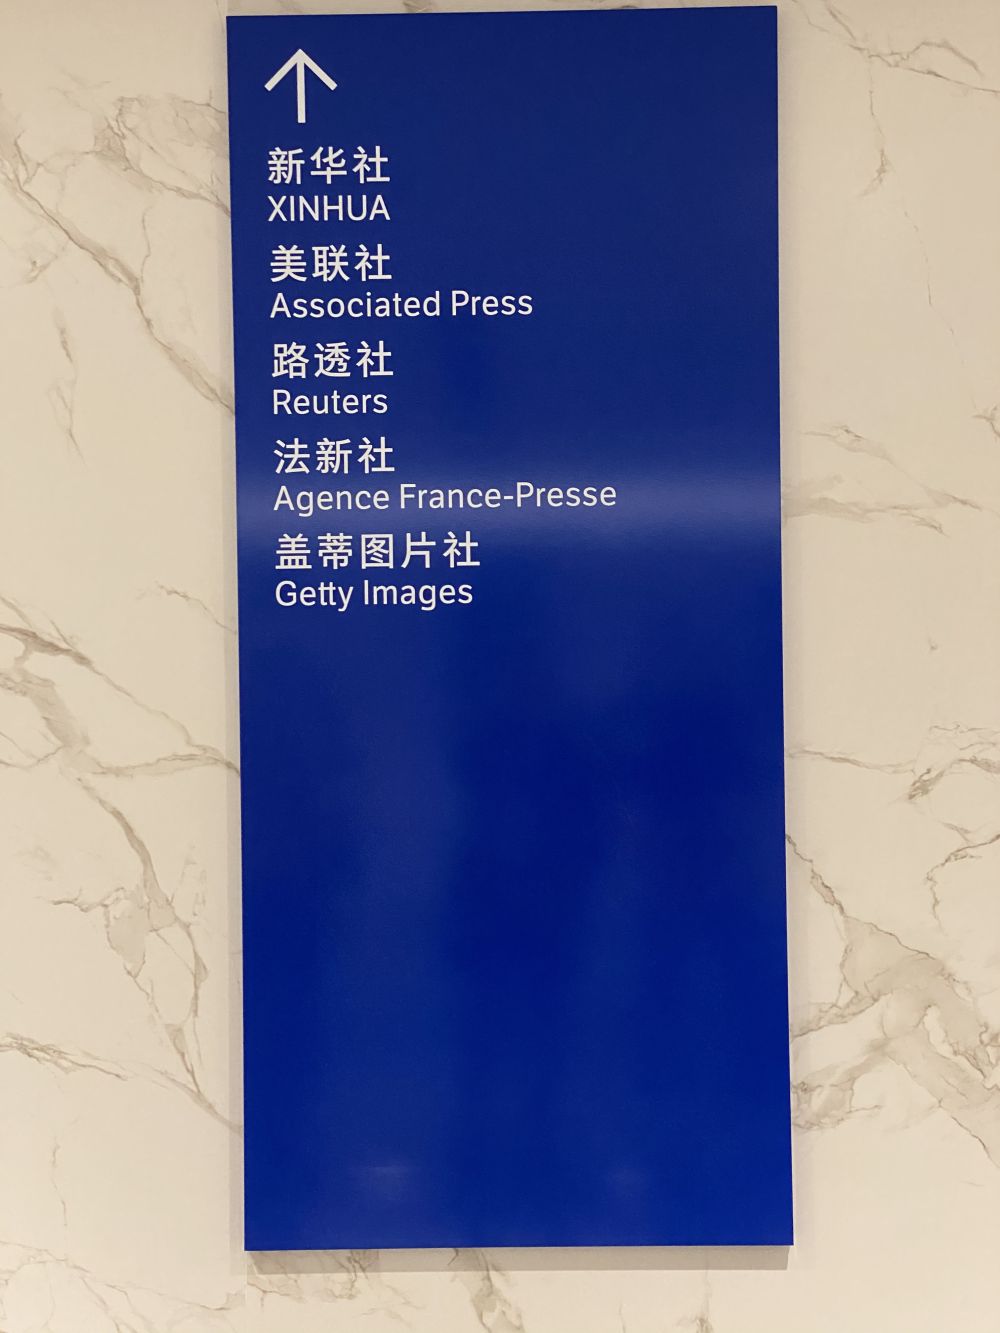 新华社
XINHUA
美联社
Associated Press
路透社
Reuters
法新社
Agence France-Presse
盖蒂图片社
Getty Images